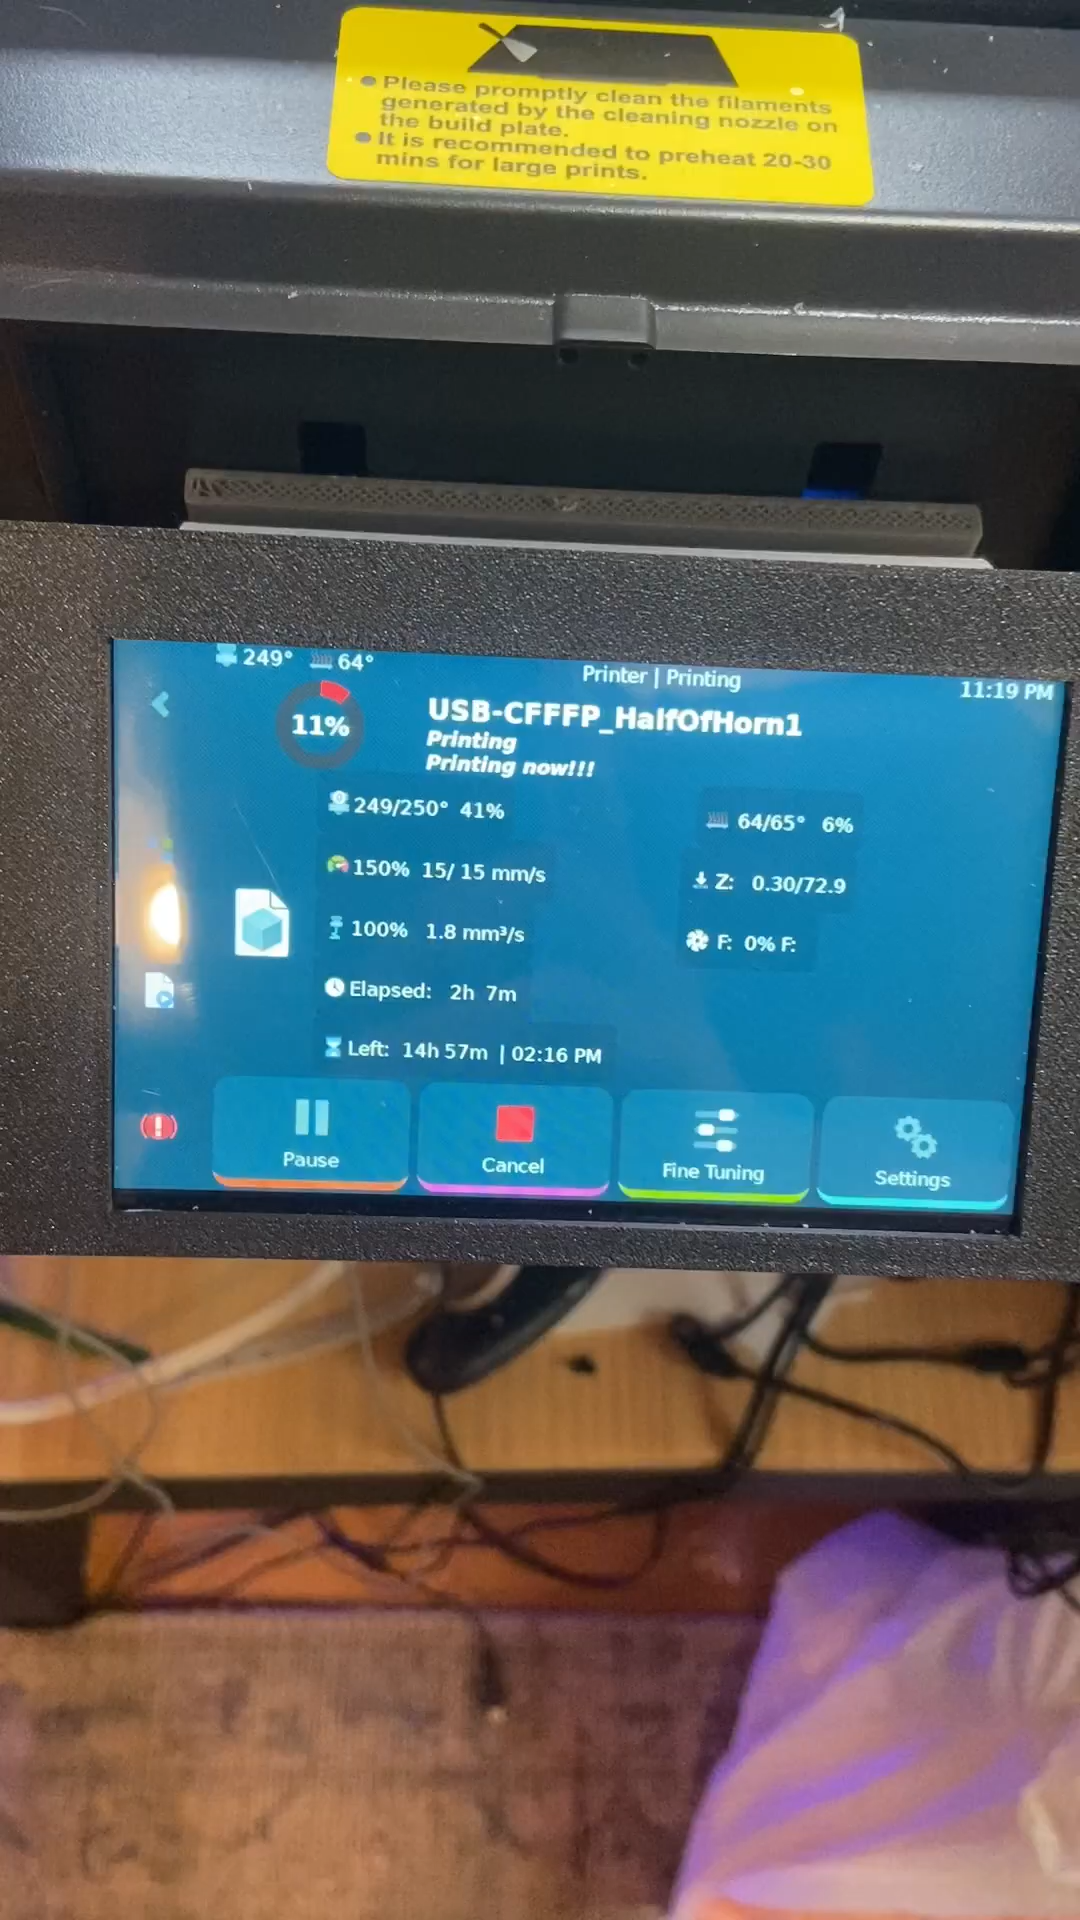 Please promptly clean the filaments
generated by the cleaning nozzle on
the build plate.
It is recommended to preheat 20-30
mins for large prints.
249° 64°
Printer | Printing
11:19 PM
11%
USB-CFFFP_HalfOfHorn1
Printing
Printing now!!!
249/250° 41%
64/65° 6%
150% 15/ 15 mm/s
Z: 0.30/72.9
100% 1.8 mm³/s
F: 0% F:
Elapsed: 2h 7m
Left: 14h 57m | 02:16 PM
Pause
Cancel
Fine Tuning
Settings